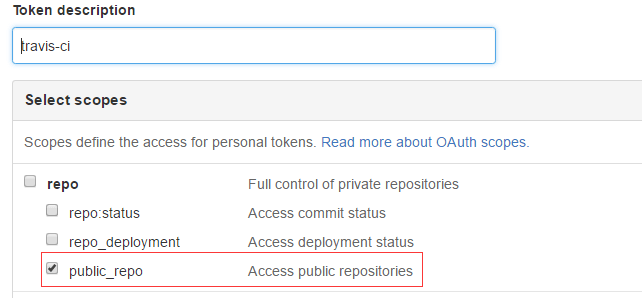 Token description
travis-ci
Select scopes
Scopes define the access for personal tokens. Read more about OAuth scopes.
repo Full control of private repositories
repo:status Access commit status
repo_deployment Access deployment status
public_repo Access public repositories